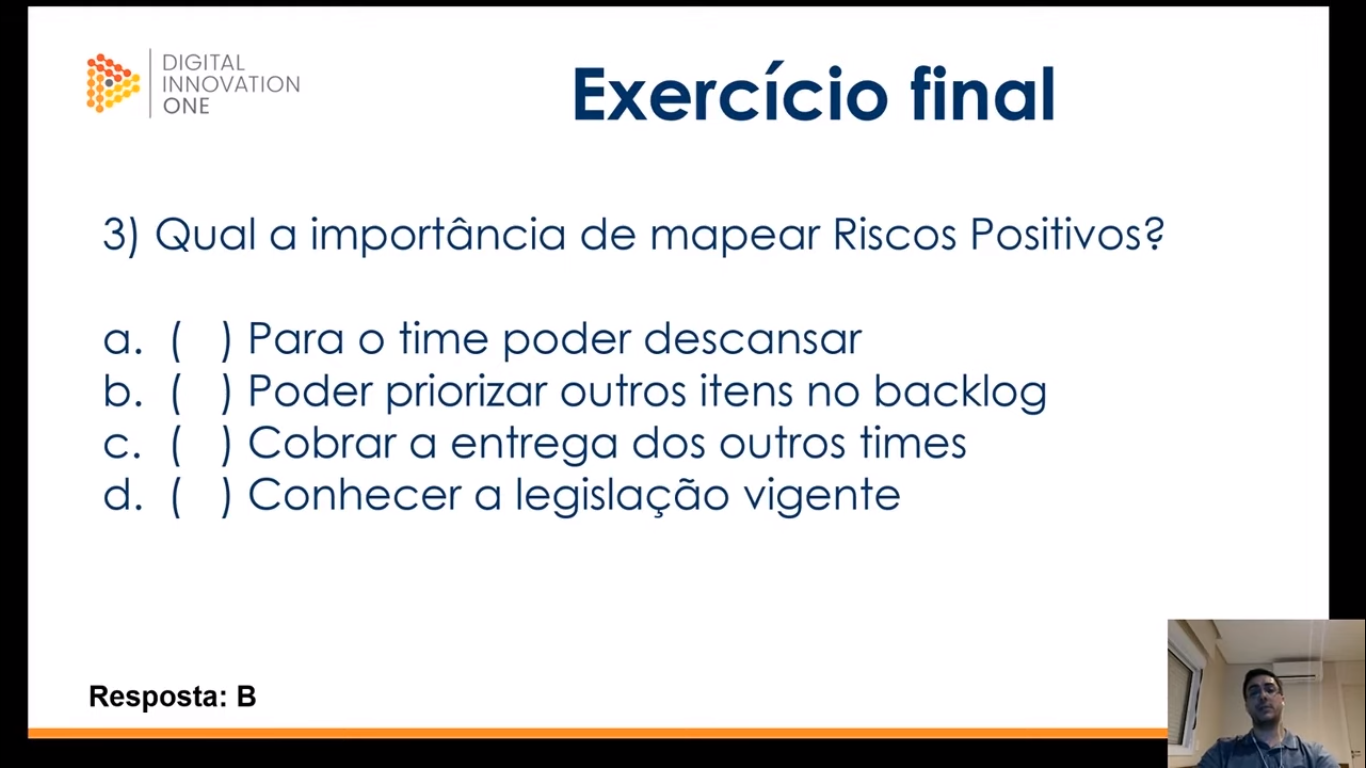 DIGITAL
INNOVATION
ONE
Exercício final
3) Qual a importância de mapear Riscos Positivos?
a. (   ) Para o time poder descansar
b. (   ) Poder priorizar outros itens no backlog
c. (   ) Cobrar a entrega dos outros times
d. (   ) Conhecer a legislação vigente
Resposta: B